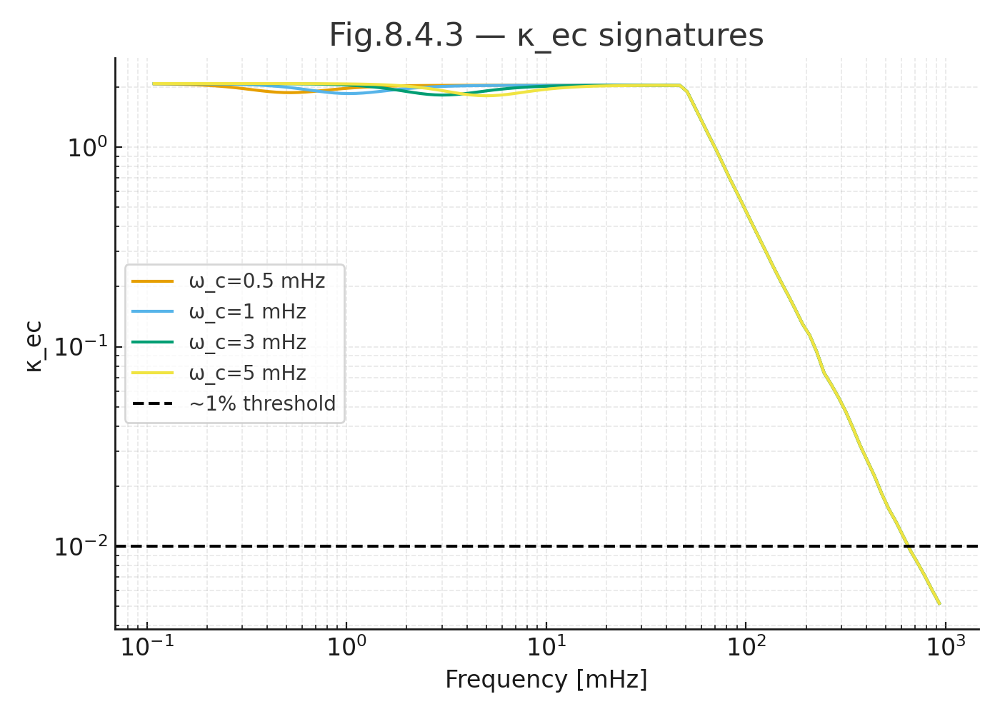 Fig.8.4.3 — κ_ec signatures
κ_ec
10⁰
10⁻¹
10⁻²
ω_c=0.5 mHz
ω_c=1 mHz
ω_c=3 mHz
ω_c=5 mHz
~1% threshold
10⁻¹ 10⁰ 10¹ 10² 10³
Frequency [mHz]